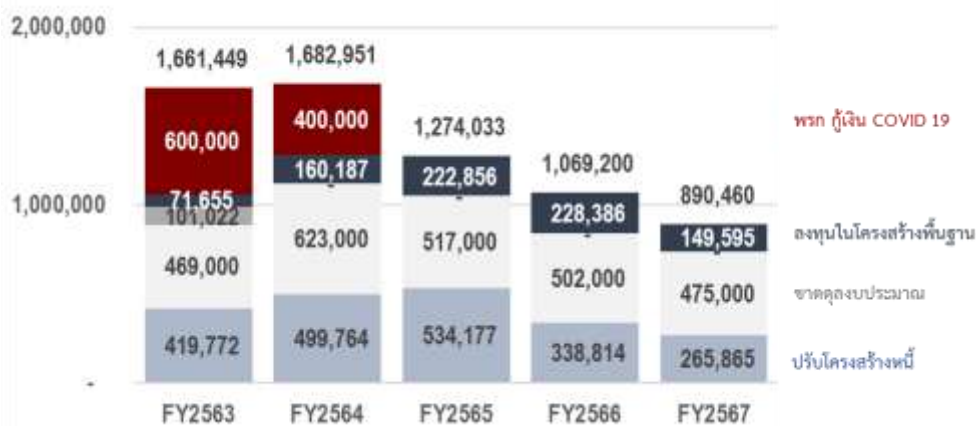 2,000,000
1,661,449 1,682,951
600,000 400,000 1,274,033 พรก กู้เงิน COVID 19
160,187 222,856 1,069,200
1,000,000 71,655 228,386 890,460
101,022 - - - 149,595 ลงทุนในโครงสร้างพื้นฐาน
-
469,000 623,000 517,000 502,000 475,000 ขาดดุลงบประมาณ
419,772 499,764 534,177 338,814 265,865 ปรับโครงสร้างหนี้
-
FY2563 FY2564 FY2565 FY2566 FY2567